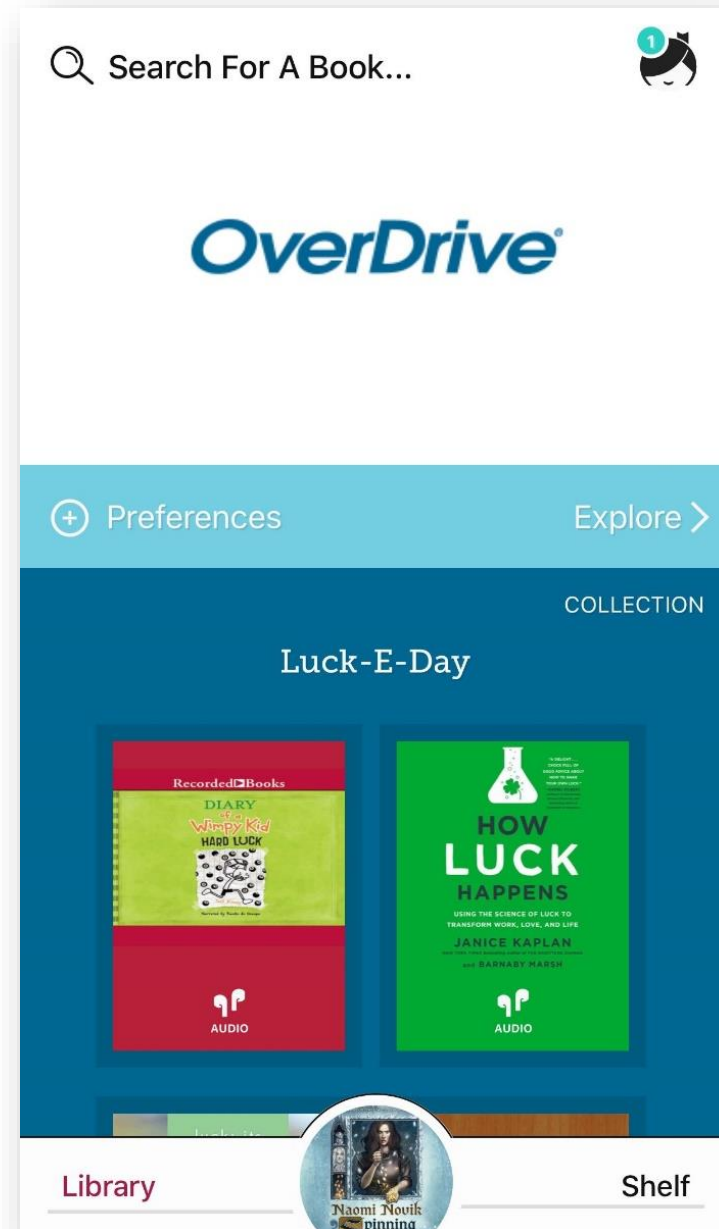 Search For A Book...
1
OverDrive®
Preferences
Explore
COLLECTION
Luck-E-Day
RecordedBooks
DIARY
of a
Wimpy Kid
HARD LUCK
AUDIO
HOW
LUCK
HAPPENS
USING THE SCIENCE OF LUCK TO
TRANSFORM WORK, LOVE, AND LIFE
JANICE KAPLAN
and BARNABY MARSH
AUDIO
Library
Naomi Novik
Spinning
Shelf